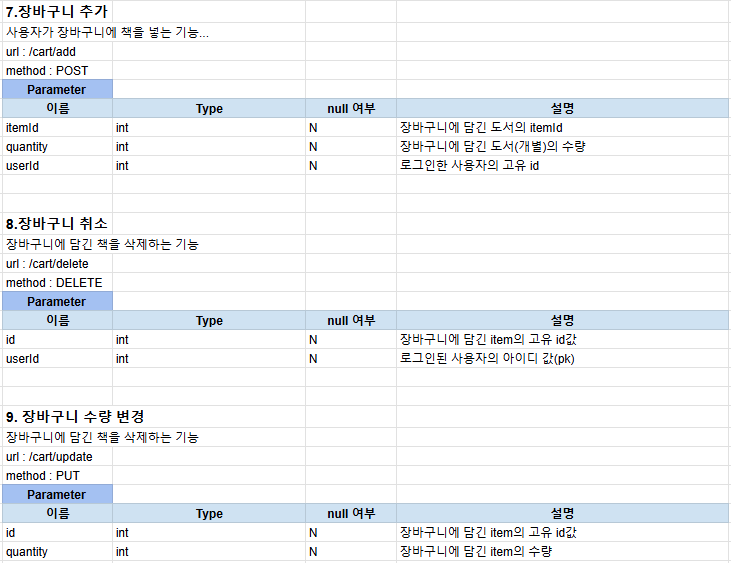 7.장바구니 추가
사용자가 장바구니에 책을 넣는 기능...
url : /cart/add
method : POST
Parameter
이름 Type null 여부 설명
itemId int N 장바구니에 담긴 도서의 itemId
quantity int N 장바구니에 담긴 도서(개별)의 수량
userId int N 로그인한 사용자의 고유 id
8.장바구니 취소
장바구니에 담긴 책을 삭제하는 기능
url : /cart/delete
method : DELETE
Parameter
이름 Type null 여부 설명
id int N 장바구니에 담긴 item의 고유 id값
userId int N 로그인된 사용자의 아이디 값(pk)
9. 장바구니 수량 변경
장바구니에 담긴 책을 삭제하는 기능
url : /cart/update
method : PUT
Parameter
이름 Type null 여부 설명
id int N 장바구니에 담긴 item의 고유 id값
quantity int N 장바구니에 담긴 item의 수량